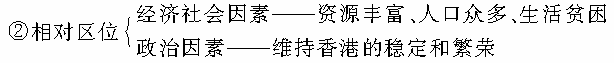 ②相对区位{经济社会因素——资源丰富、人口众多、生活贫困
政治因素——维持香港的稳定和繁荣